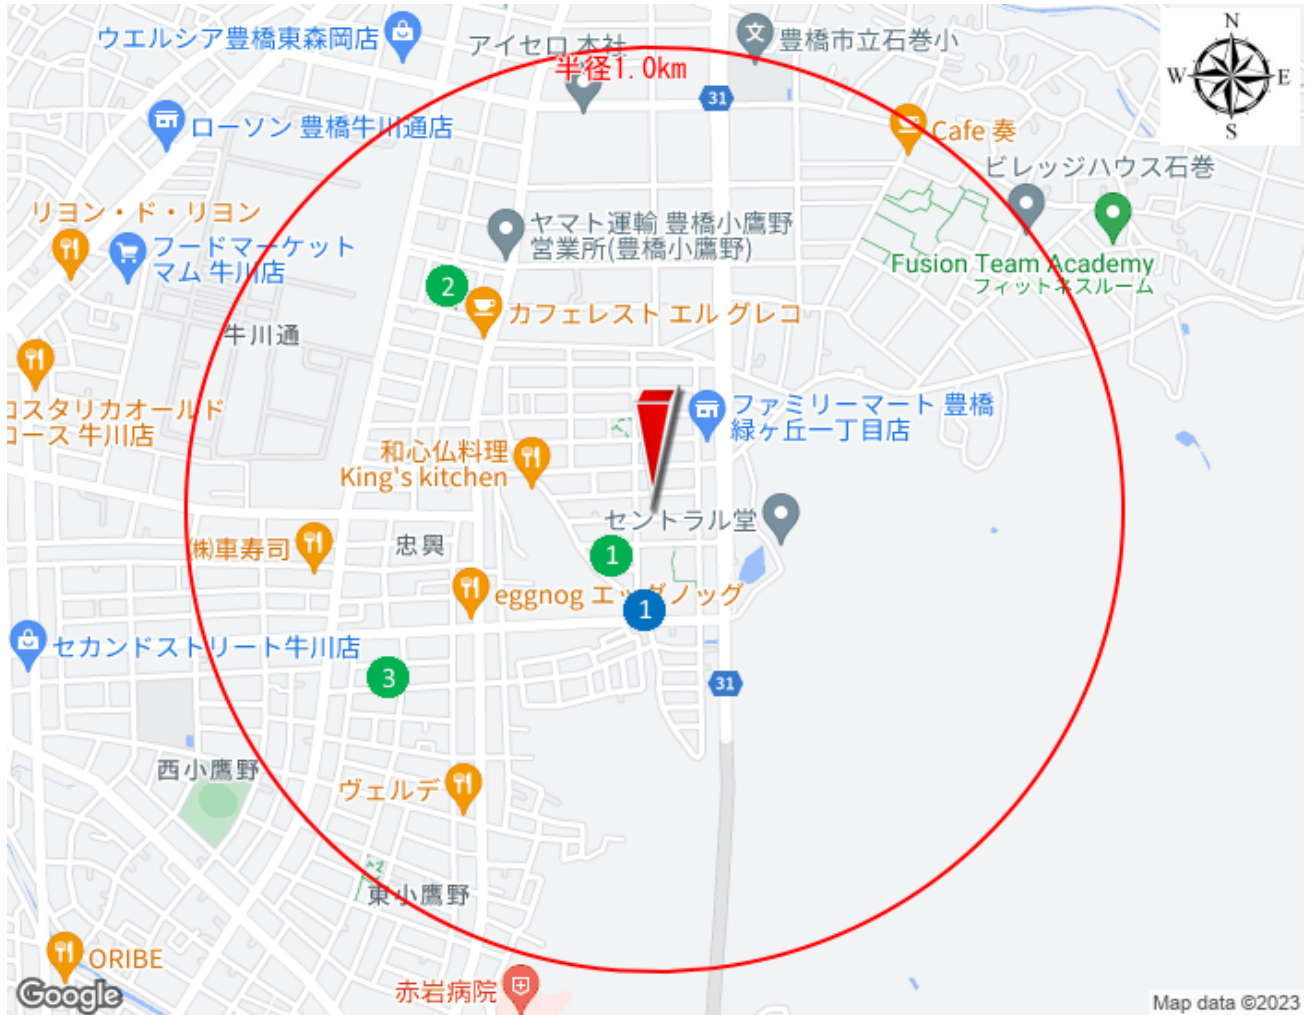 ウエルシア豊橋東森岡店
アイセロ 本社
豊橋市立石巻小
N
W
E
S
半径1.0km
31
ローソン 豊橋牛川通店
Cafe 奏
ビレッジハウス石巻
リヨン・ド・リヨン
フードマーケット
マム 牛川店
ヤマト運輸 豊橋小鷹野
営業所(豊橋小鷹野)
Fusion Team Academy
フィットネスルーム
2
カフェレスト エル グレコ
牛川通
コスタリカオールド
コース 牛川店
ファミリーマート 豊橋
緑ヶ丘一丁目店
和心仏料理
King's kitchen
セントラル堂
㈱車寿司
忠興
1
eggnog エッグノッグ
1
セカンドストリート牛川店
3
31
西小鷹野
ヴェルデ
東小鷹野
ORIBE
赤岩病院
Google
Map data ©2023